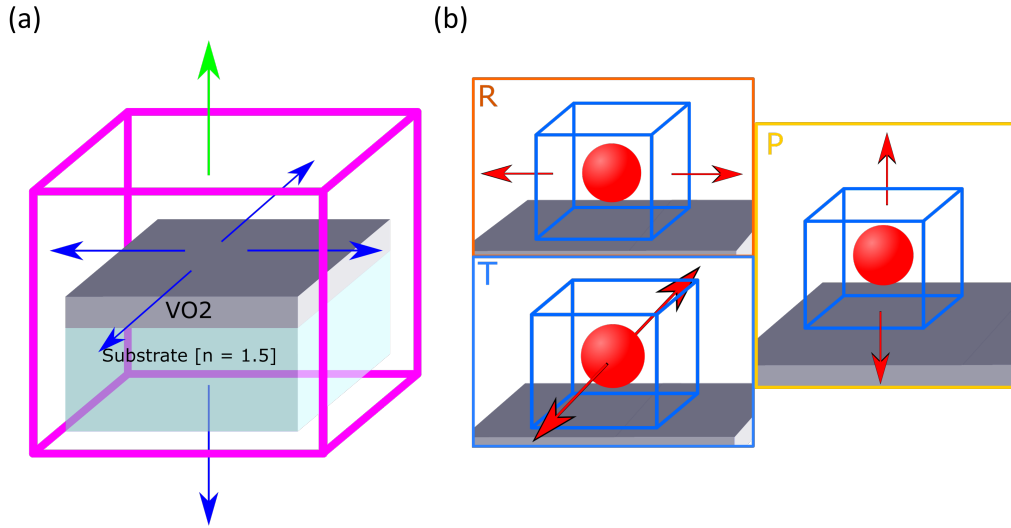 (a)
(b)
R
P
T
VO2
Substrate [n = 1.5]